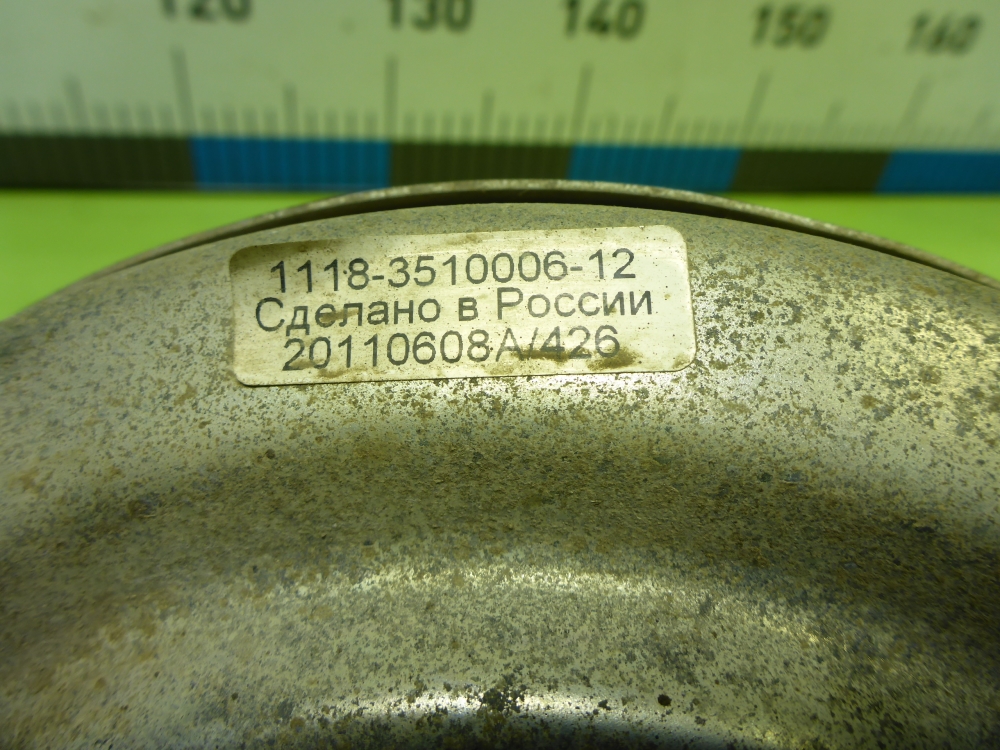 120 130 140 150 160
1118-3510006-12
Сделано в России
20110608A/426